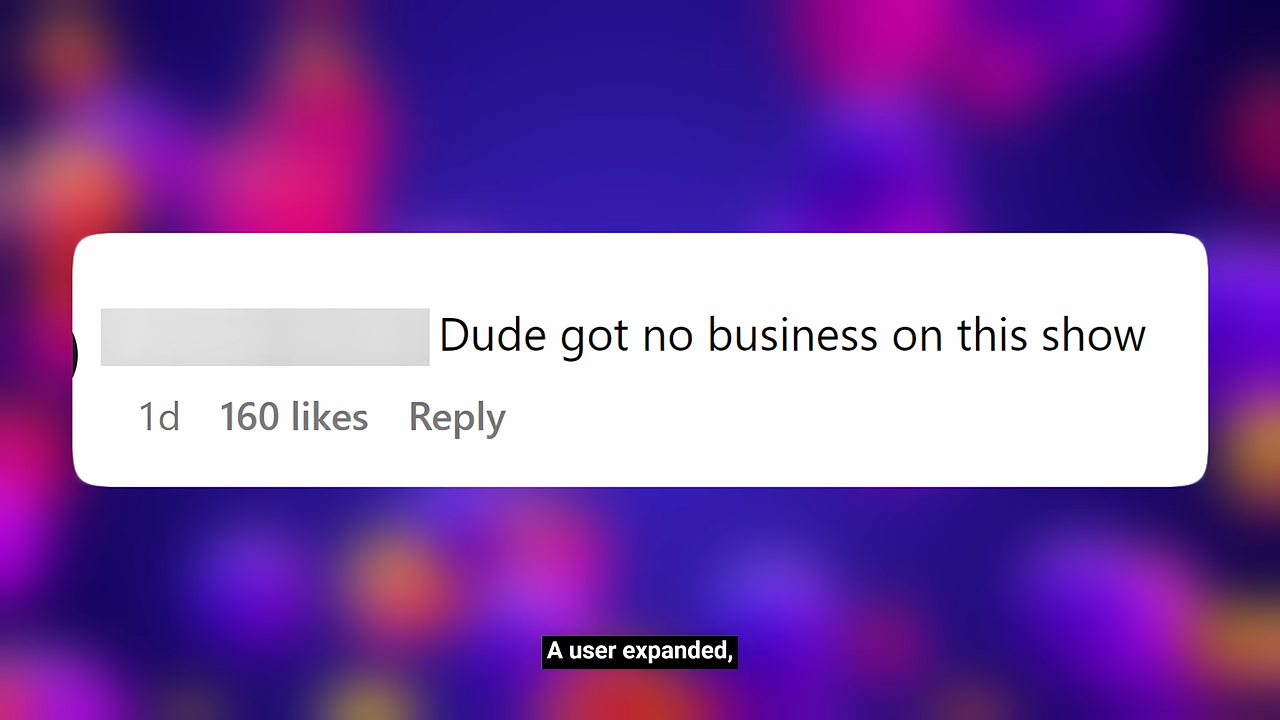 Dude got no business on this show
1d 160 likes Reply
A user expanded,